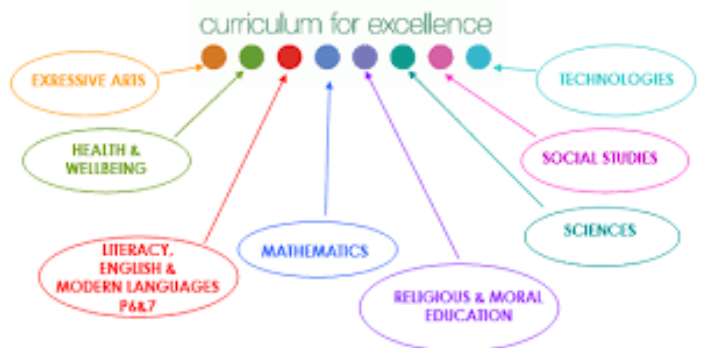 curriculum for excellence
EXRESSIVE ARTS
TECHNOLOGIES
HEALTH &
WELLBEING
SOCIAL STUDIES
SCIENCES
LITERACY,
ENGLISH &
MODERN LANGUAGES
P6&7
MATHEMATICS
RELIGIOUS & MORAL
EDUCATION